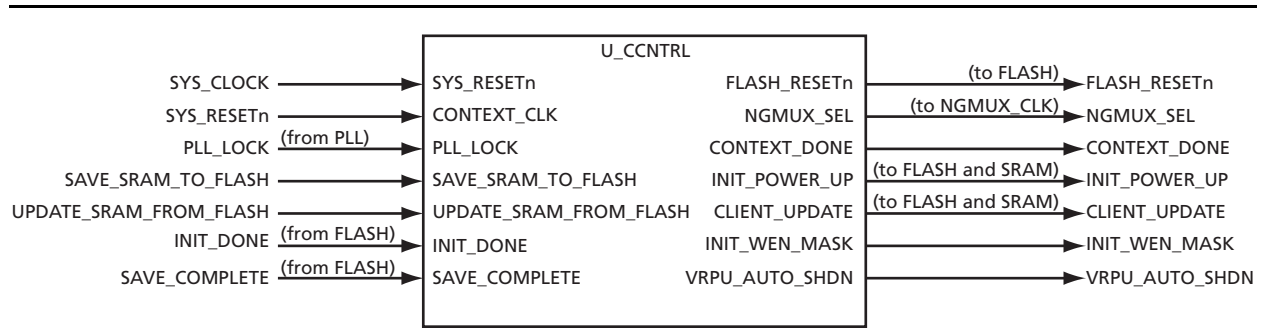 U_CCNTRL
SYS_CLOCK SYS_RESETn FLASH_RESETn (to FLASH) FLASH_RESETn
SYS_RESETn CONTEXT_CLK NGMUX_SEL (to NGMUX_CLK) NGMUX_SEL
PLL_LOCK (from PLL) PLL_LOCK CONTEXT_DONE CONTEXT_DONE
SAVE_SRAM_TO_FLASH SAVE_SRAM_TO_FLASH INIT_POWER_UP (to FLASH and SRAM) INIT_POWER_UP
UPDATE_SRAM_FROM_FLASH UPDATE_SRAM_FROM_FLASH CLIENT_UPDATE (to FLASH and SRAM) CLIENT_UPDATE
INIT_DONE (from FLASH) INIT_DONE INIT_WEN_MASK INIT_WEN_MASK
SAVE_COMPLETE (from FLASH) SAVE_COMPLETE VRPU_AUTO_SHDN VRPU_AUTO_SHDN